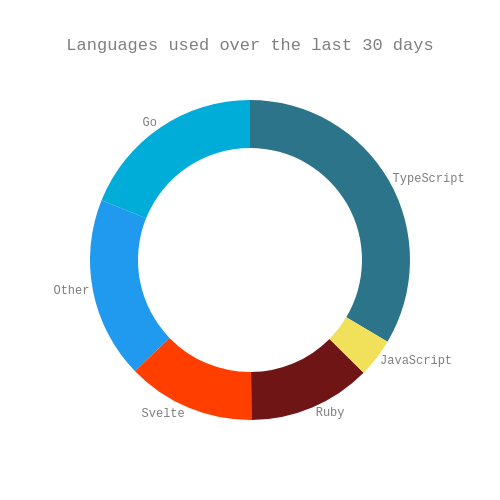 Languages used over the last 30 days
Go
TypeScript
Other
JavaScript
Svelte
Ruby